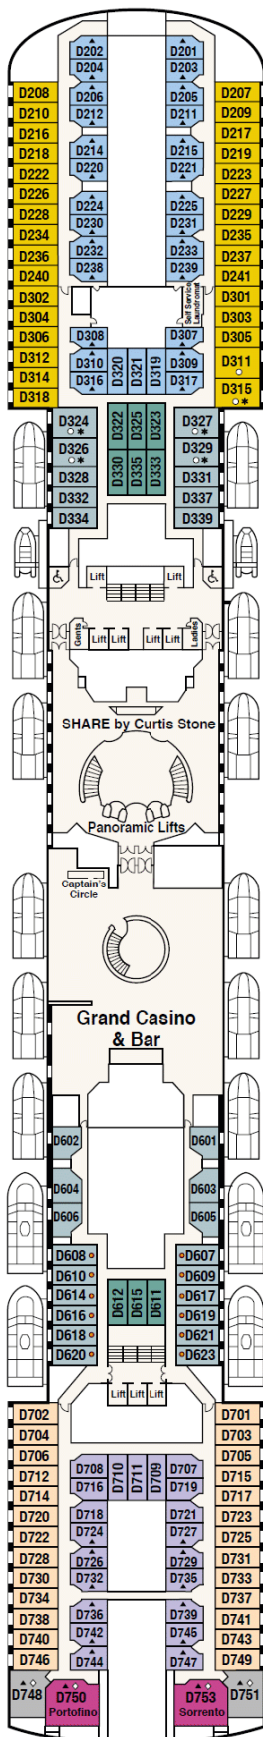 D202 D201
D204 D203
D208 D206 D205 D207
D210 D212 D211 D209
D216 D217
D218 D214 D215 D219
D222 D220 D221 D223
D226 D227
D228 D224 D225 D229
D234 D230 D231 D235
D236 D232 D233 D237
D240 D238 D239 D241
D302 D301
D304 Self Service Laundromat D303
D306 D308 D307 D305
D312 D310 D309 D311
D314 D316 D320 D321 D319 D317 D315
D318
D324 D322 D325 D323 D327
D326 D329
D328 D330 D335 D333 D331
D332 D337
D334 D339
Lift Lift
Gents Lift Lift Lift Lift Ladies
SHARE by Curtis Stone
Panoramic Lifts
Captain's
Circle
Grand Casino
& Bar
D602 D601
D604 D603
D606 D605
D608 D607
D610 D609
D614 D612 D615 D611 D617
D616 D619
D618 D621
D620 D623
Lift Lift Lift
D702 D701
D704 D703
D706 D705
D712 D708 D710 D711 D709 D707 D715
D714 D716 D719 D717
D720 D718 D721 D723
D722 D724 D727 D725
D728 D726 D729 D731
D730 D732 D735 D733
D734 D737
D738 D736 D739 D741
D740 D742 D745 D743
D746 D744 D747 D749
D748 D750 D753 D751
Portofino Sorrento